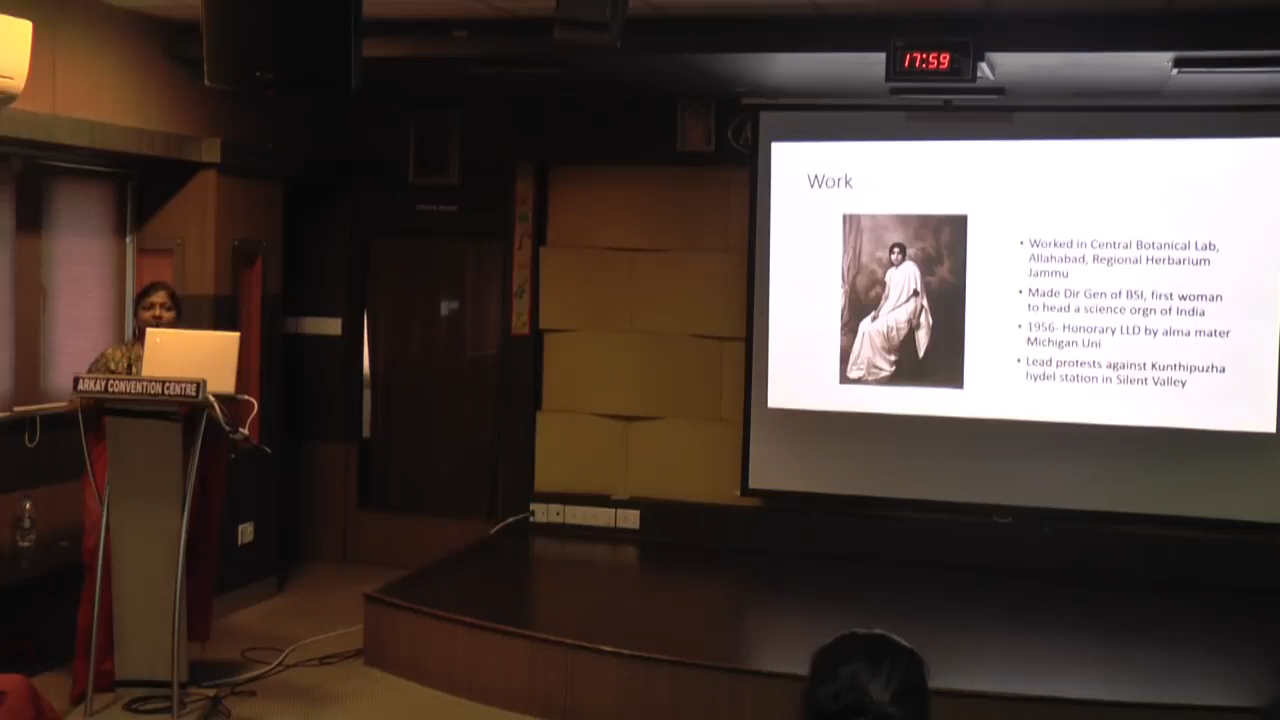 17:59
Work
• Worked in Central Botanical Lab,
Allahabad, Regional Herbarium
Jammu
• Made Dir Gen of BSI, first woman
to head a science orgn of India
• 1956- Honorary LLD by alma mater
Michigan Uni
• Lead protests against Kunthipuzha
hydel station in Silent Valley
ARKAY CONVENTION CENTRE